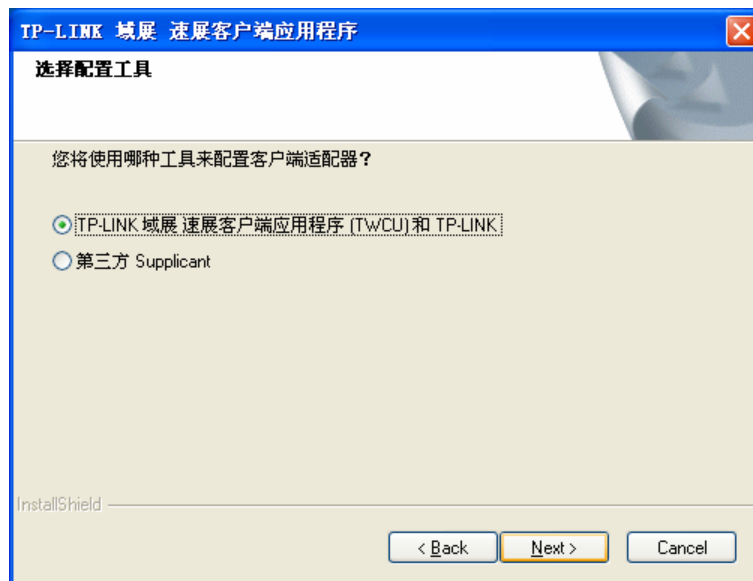 TP-LINK 域展 速展客户端应用程序
选择配置工具
您将使用哪种工具来配置客户端适配器？
TP-LINK 域展 速展客户端应用程序 (TWCU) 和 TP-LINK
第三方 Supplicant
InstallShield
< Back
Next >
Cancel